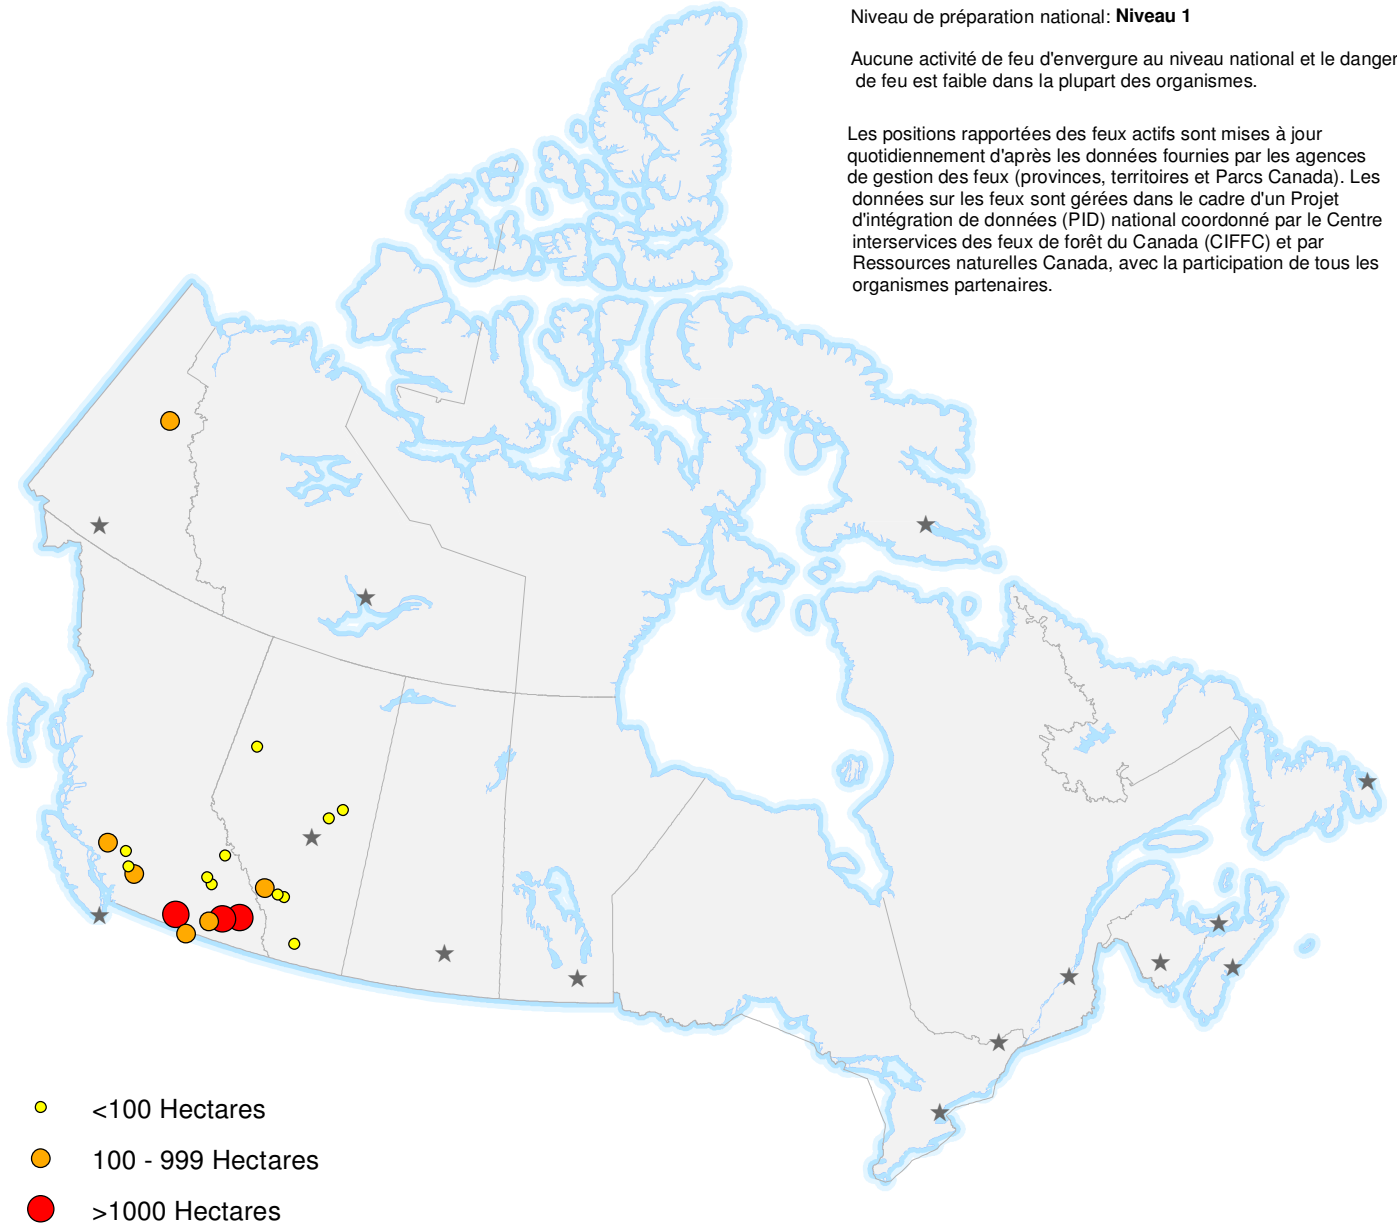 Niveau de préparation national: Niveau 1
Aucune activité de feu d'envergure au niveau national et le danger
de feu est faible dans la plupart des organismes.
Les positions rapportées des feux actifs sont mises à jour
quotidiennement d'après les données fournies par les agences
de gestion des feux (provinces, territoires et Parcs Canada). Les
données sur les feux sont gérées dans le cadre d'un Projet
d'intégration de données (PID) national coordonné par le Centre
interservices des feux de forêt du Canada (CIFFC) et par
Ressources naturelles Canada, avec la participation de tous les
organismes partenaires.
<100 Hectares
100 - 999 Hectares
>1000 Hectares